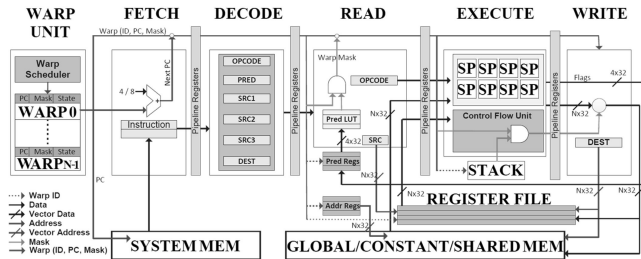 WARP UNIT
FETCH
DECODE
READ
EXECUTE
WRITE
Warp (ID, PC, Mask)
Warp Scheduler
PC| Mask| State
WARP 0
PC| Mask| State
WARPN-1
PC
4 / 8
Next PC
Instruction
Pipeline Registers
OPCODE
PRED
SRC1
SRC2
SRC3
DEST
Pipeline Registers
Warp Mask
OPCODE
Pred LUT
4x32
SRC
Pred Regs
Nx32
Addr Regs
Nx32
Nx32
Nx32
Pipeline Registers
SP SP SP SP
SP SP SP SP
Control Flow Unit
STACK
Nx32
Pipeline Registers
Flags
4x32
Nx32
DEST
Nx32
Nx32
REGISTER FILE
SYSTEM MEM
GLOBAL/CONSTANT/SHARED MEM
Warp ID
Data
Vector Data
Address
Vector Address
Mask
Warp (ID, PC, Mask)